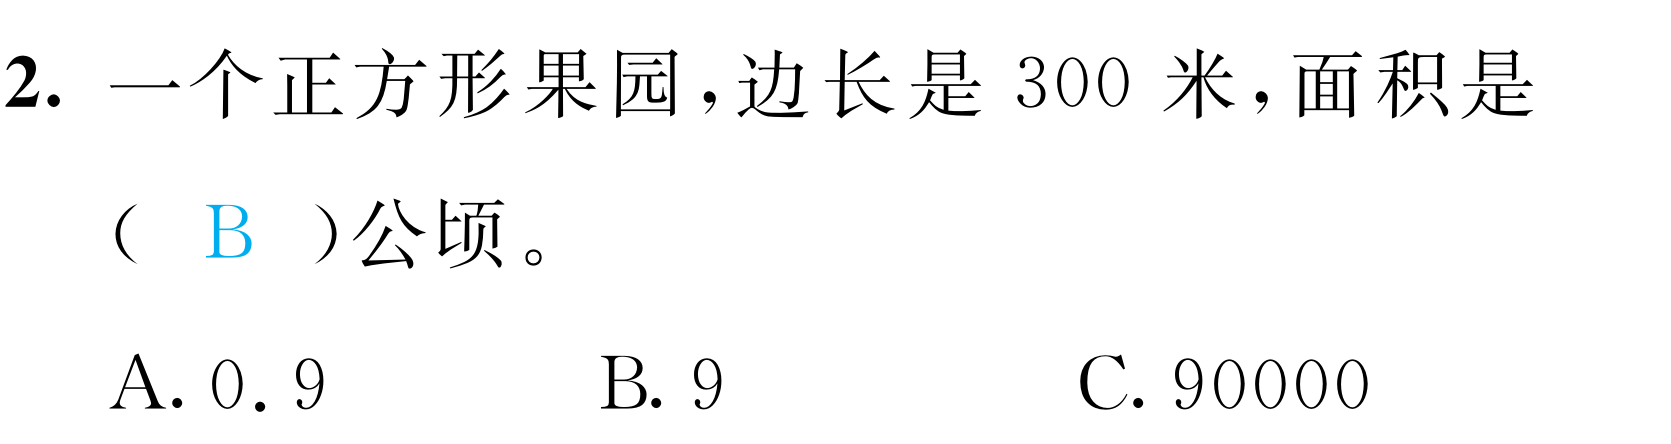 2. 一个正方形果园,边长是 300 米,面积是
( B )公顷。
A. 0. 9 B. 9 C. 90000